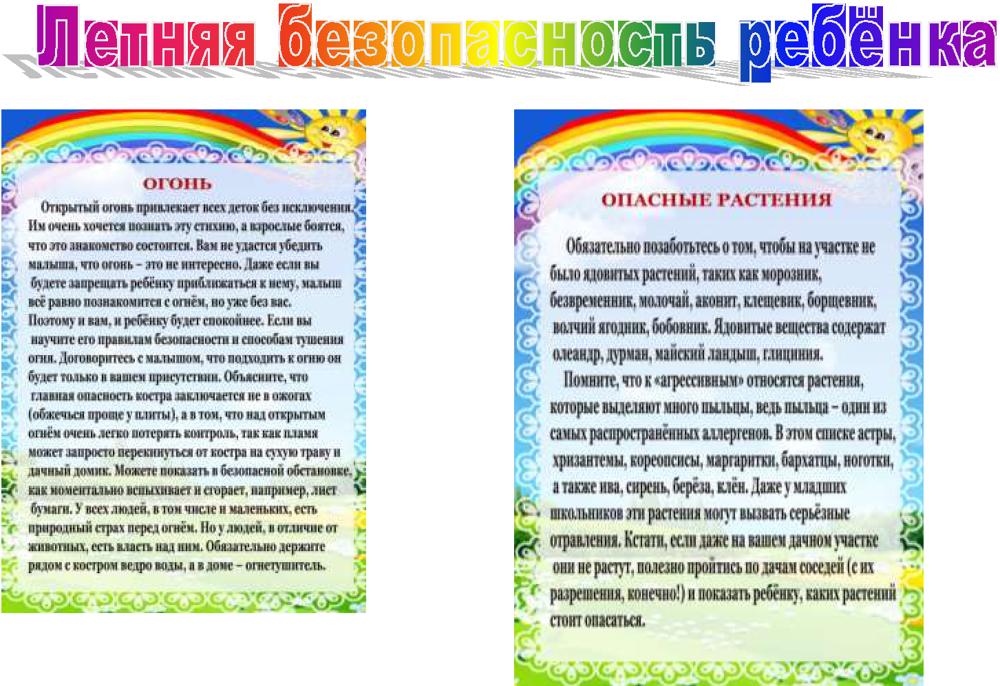 Летняя безопасность ребёнка
ОГОНЬ
Открытый огонь привлекает всех деток без исключения.
Им очень хочется познать эту стихию, а взрослые боятся,
что это знакомство состоится. Вам не удастся убедить
малыша, что огонь – это не интересно. Даже если вы
будете запрещать ребёнку приближаться к нему, малыш
всё равно познакомится с огнём, но уже без вас.
Поэтому и вам, и ребёнку будет спокойнее. Если вы
научите его правилам безопасности и способам тушения
огня. Договоритесь с малышом, что подходить к огню он
будет только в вашем присутствии. Объясните, что
главная опасность костра заключается не в ожогах
(обжечься проще у плиты), а в том, что над открытым
огнём очень легко потерять контроль, так как пламя
может запросто перекинуться от костра на сухую траву и
дачный домик. Можете показать в безопасной обстановке,
как моментально вспыхивает и сгорает, например, лист
бумаги. У всех людей, в том числе и маленьких, есть
природный страх перед огнём. Но у людей, в отличие от
животных, есть власть над ним. Обязательно держите
рядом с костром ведро воды, а в доме – огнетушитель.
ОПАСНЫЕ РАСТЕНИЯ
Обязательно позаботьтесь о том, чтобы на участке не
было ядовитых растений, таких как морозник,
безвременник, молочай, аконит, клещевик, борщевник,
волчий ягодник, бобовник. Ядовитые вещества содержат
олеандр, дурман, майский ландыш, глициния.
Помните, что к «агрессивным» относятся растения,
которые выделяют много пыльцы, ведь пыльца – один из
самых распространённых аллергенов. В этом списке астры,
хризантемы, кореопсисы, маргаритки, бархатцы, ноготки,
а также ива, сирень, берёза, клён. Даже у младших
школьников эти растения могут вызвать серьёзные
отравления. Кстати, если даже на вашем дачном участке
они не растут, полезно пройтись по дачам соседей (с их
разрешения, конечно!) и показать ребёнку, каких растений
стоит опасаться.